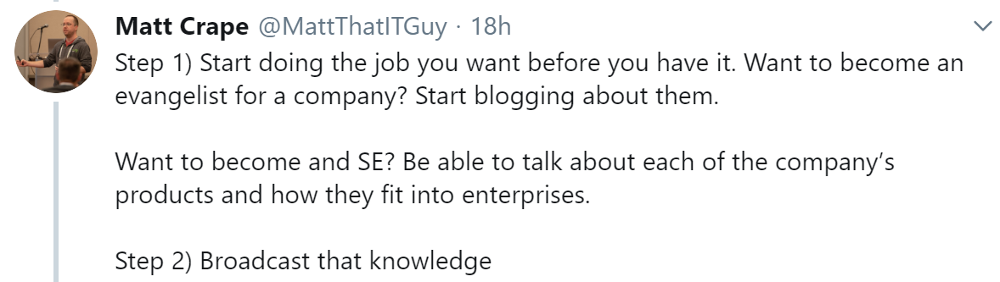 Matt Crape @MattThatITGuy · 18h
Step 1) Start doing the job you want before you have it. Want to become an
evangelist for a company? Start blogging about them.
Want to become and SE? Be able to talk about each of the company’s
products and how they fit into enterprises.
Step 2) Broadcast that knowledge